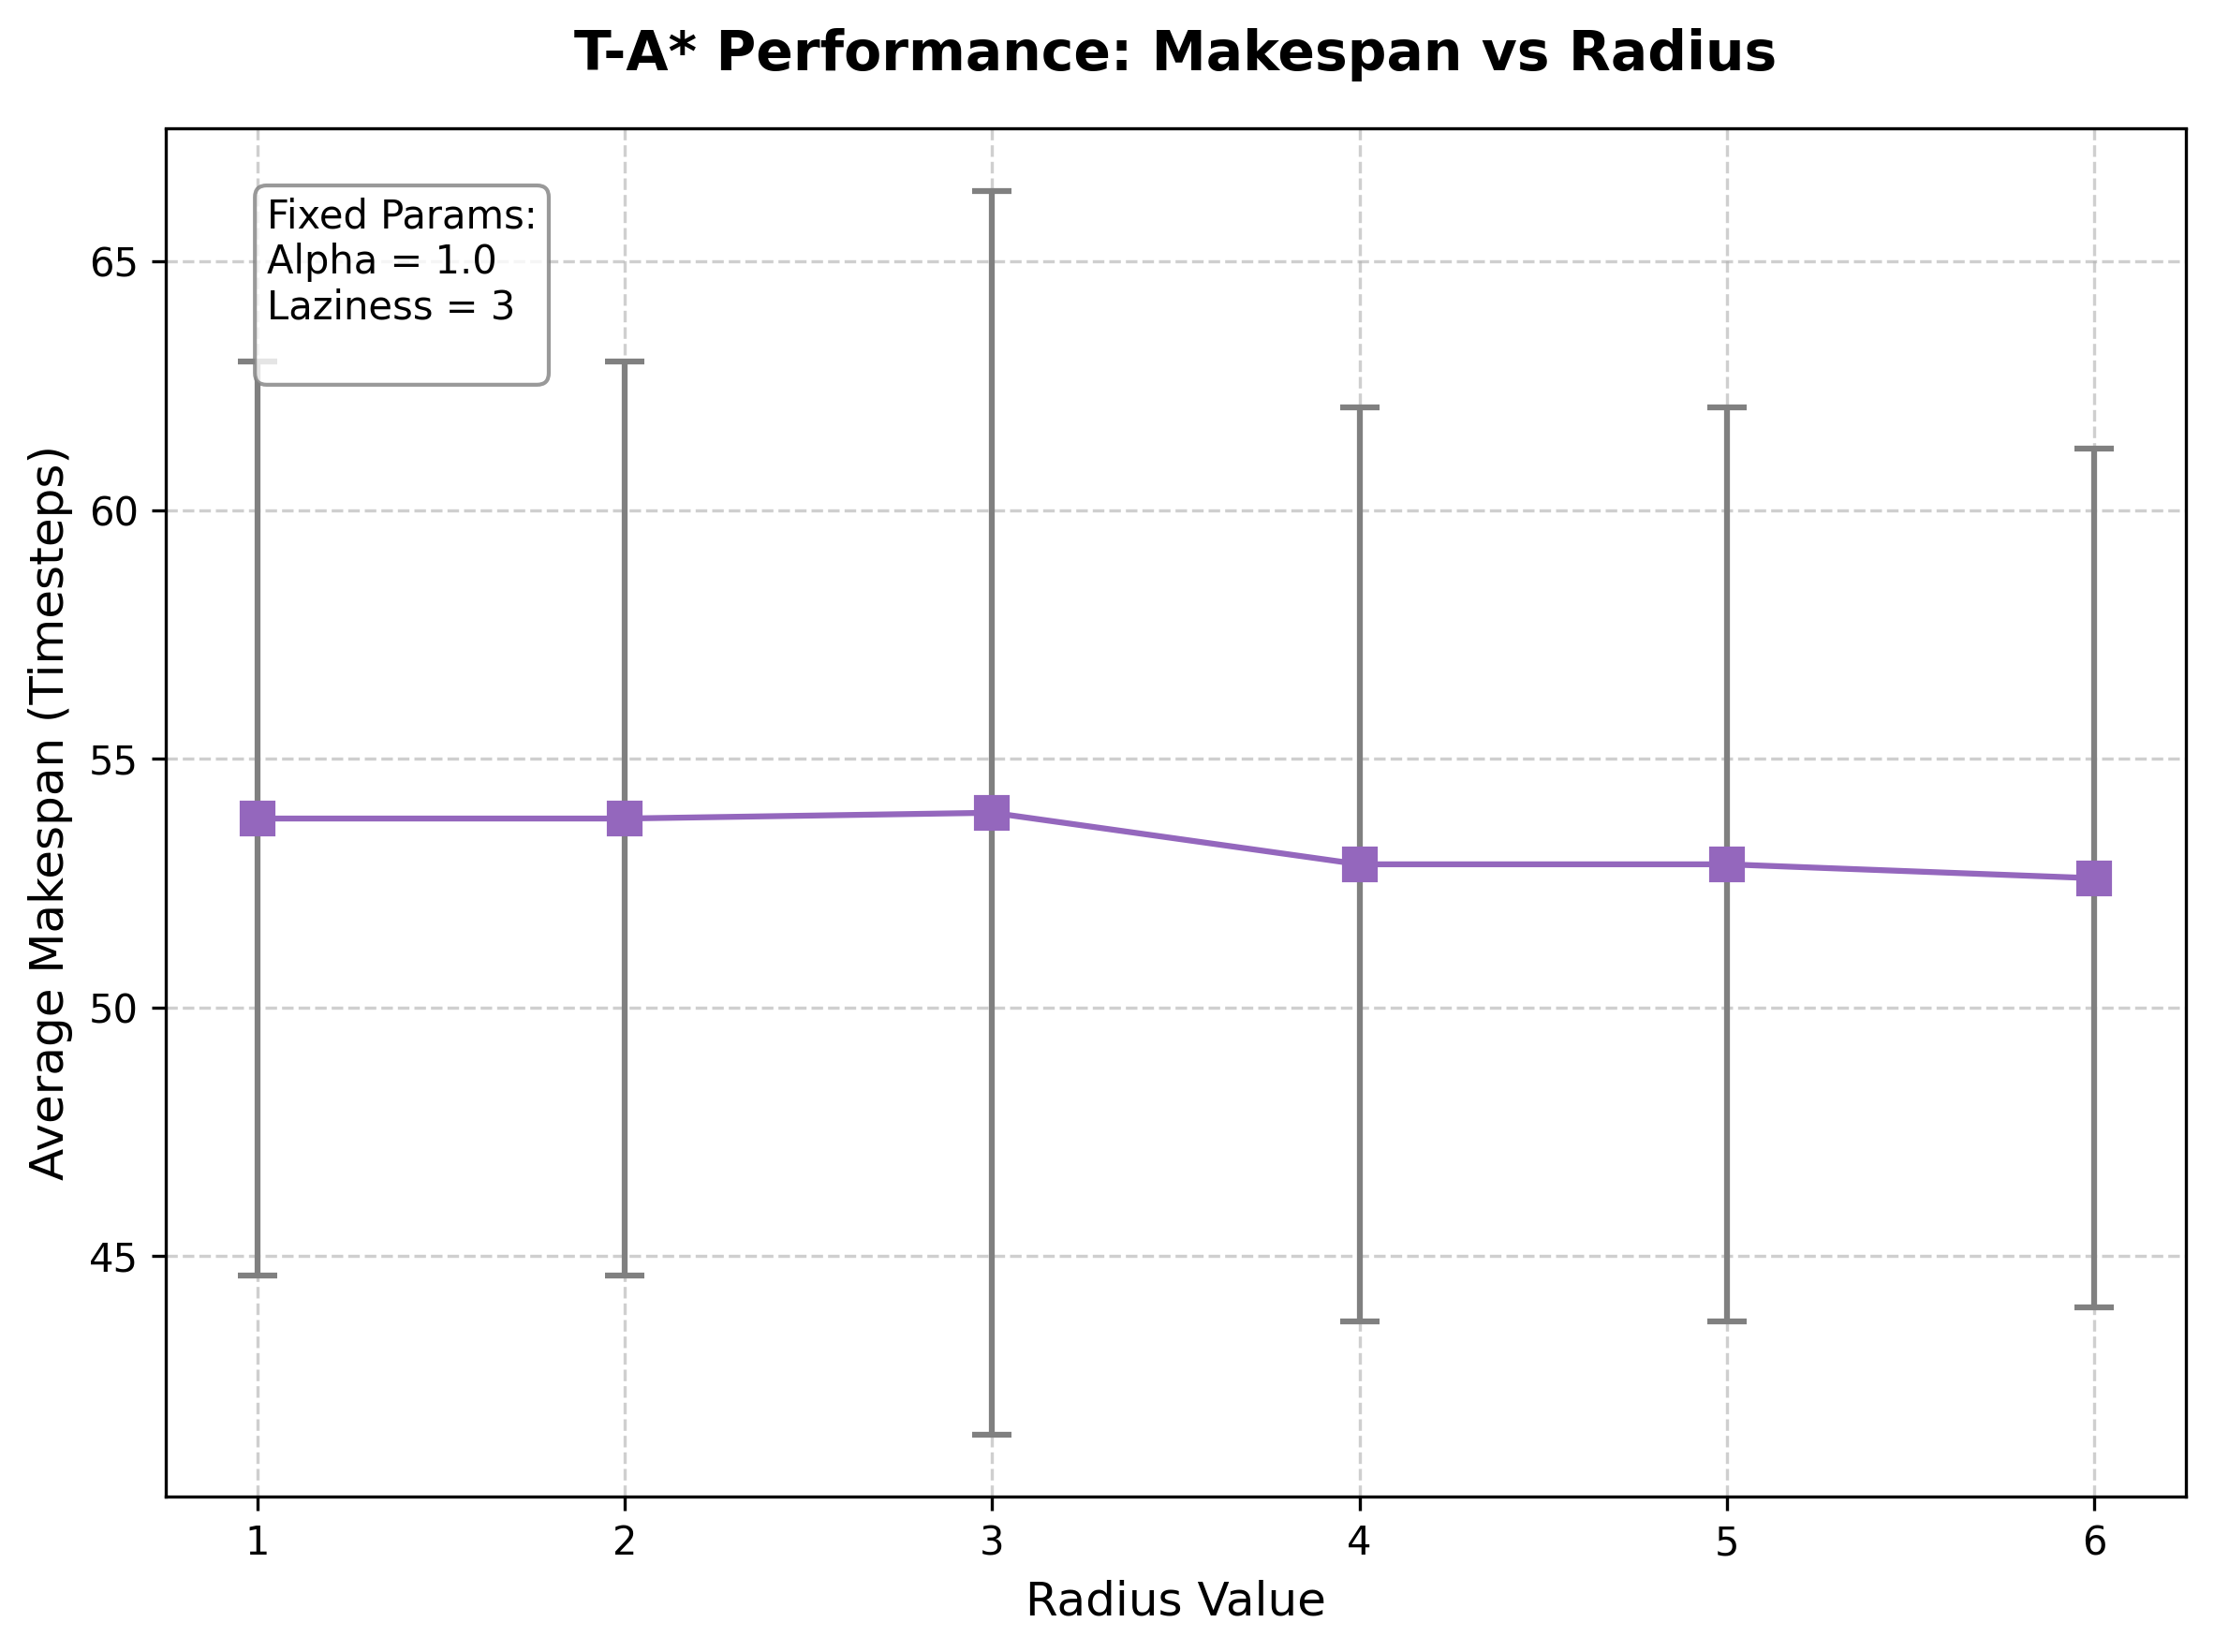 T-A* Performance: Makespan vs Radius
Fixed Params:
Alpha = 1.0
Laziness = 3
Average Makespan (Timesteps)
65
60
55
50
45
1 2 3 4 5 6
Radius Value